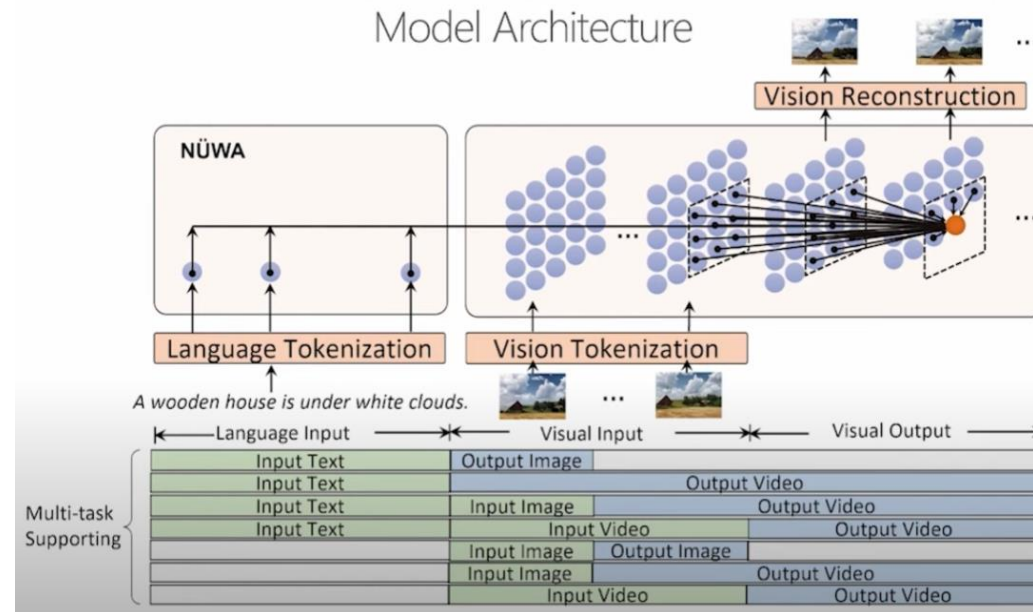 Model Architecture
Vision Reconstruction
...
NÜWA
...
...
Language Tokenization
Vision Tokenization
...
A wooden house is under white clouds.
Language Input
Visual Input
Visual Output
Multi-task Supporting
Input Text Output Image
Input Text Output Video
Input Text Input Image Output Video
Input Text Input Video Output Video
Input Image Output Image
Input Image Output Video
Input Video Output Video